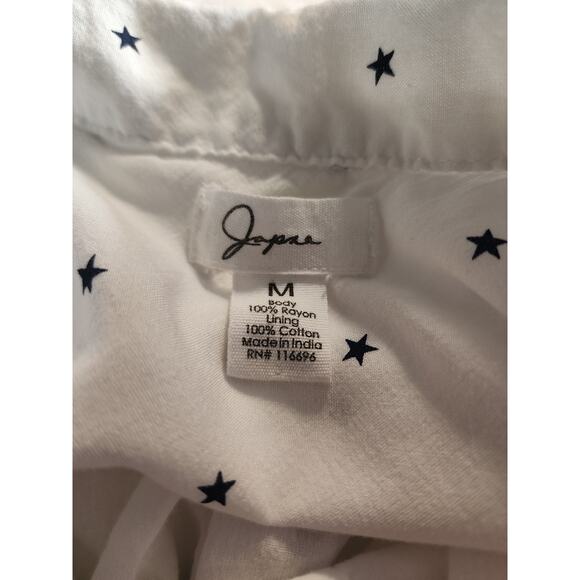 Japna
M
Body
100% Rayon
Lining
100% Cotton
Made in India
RN# 116696